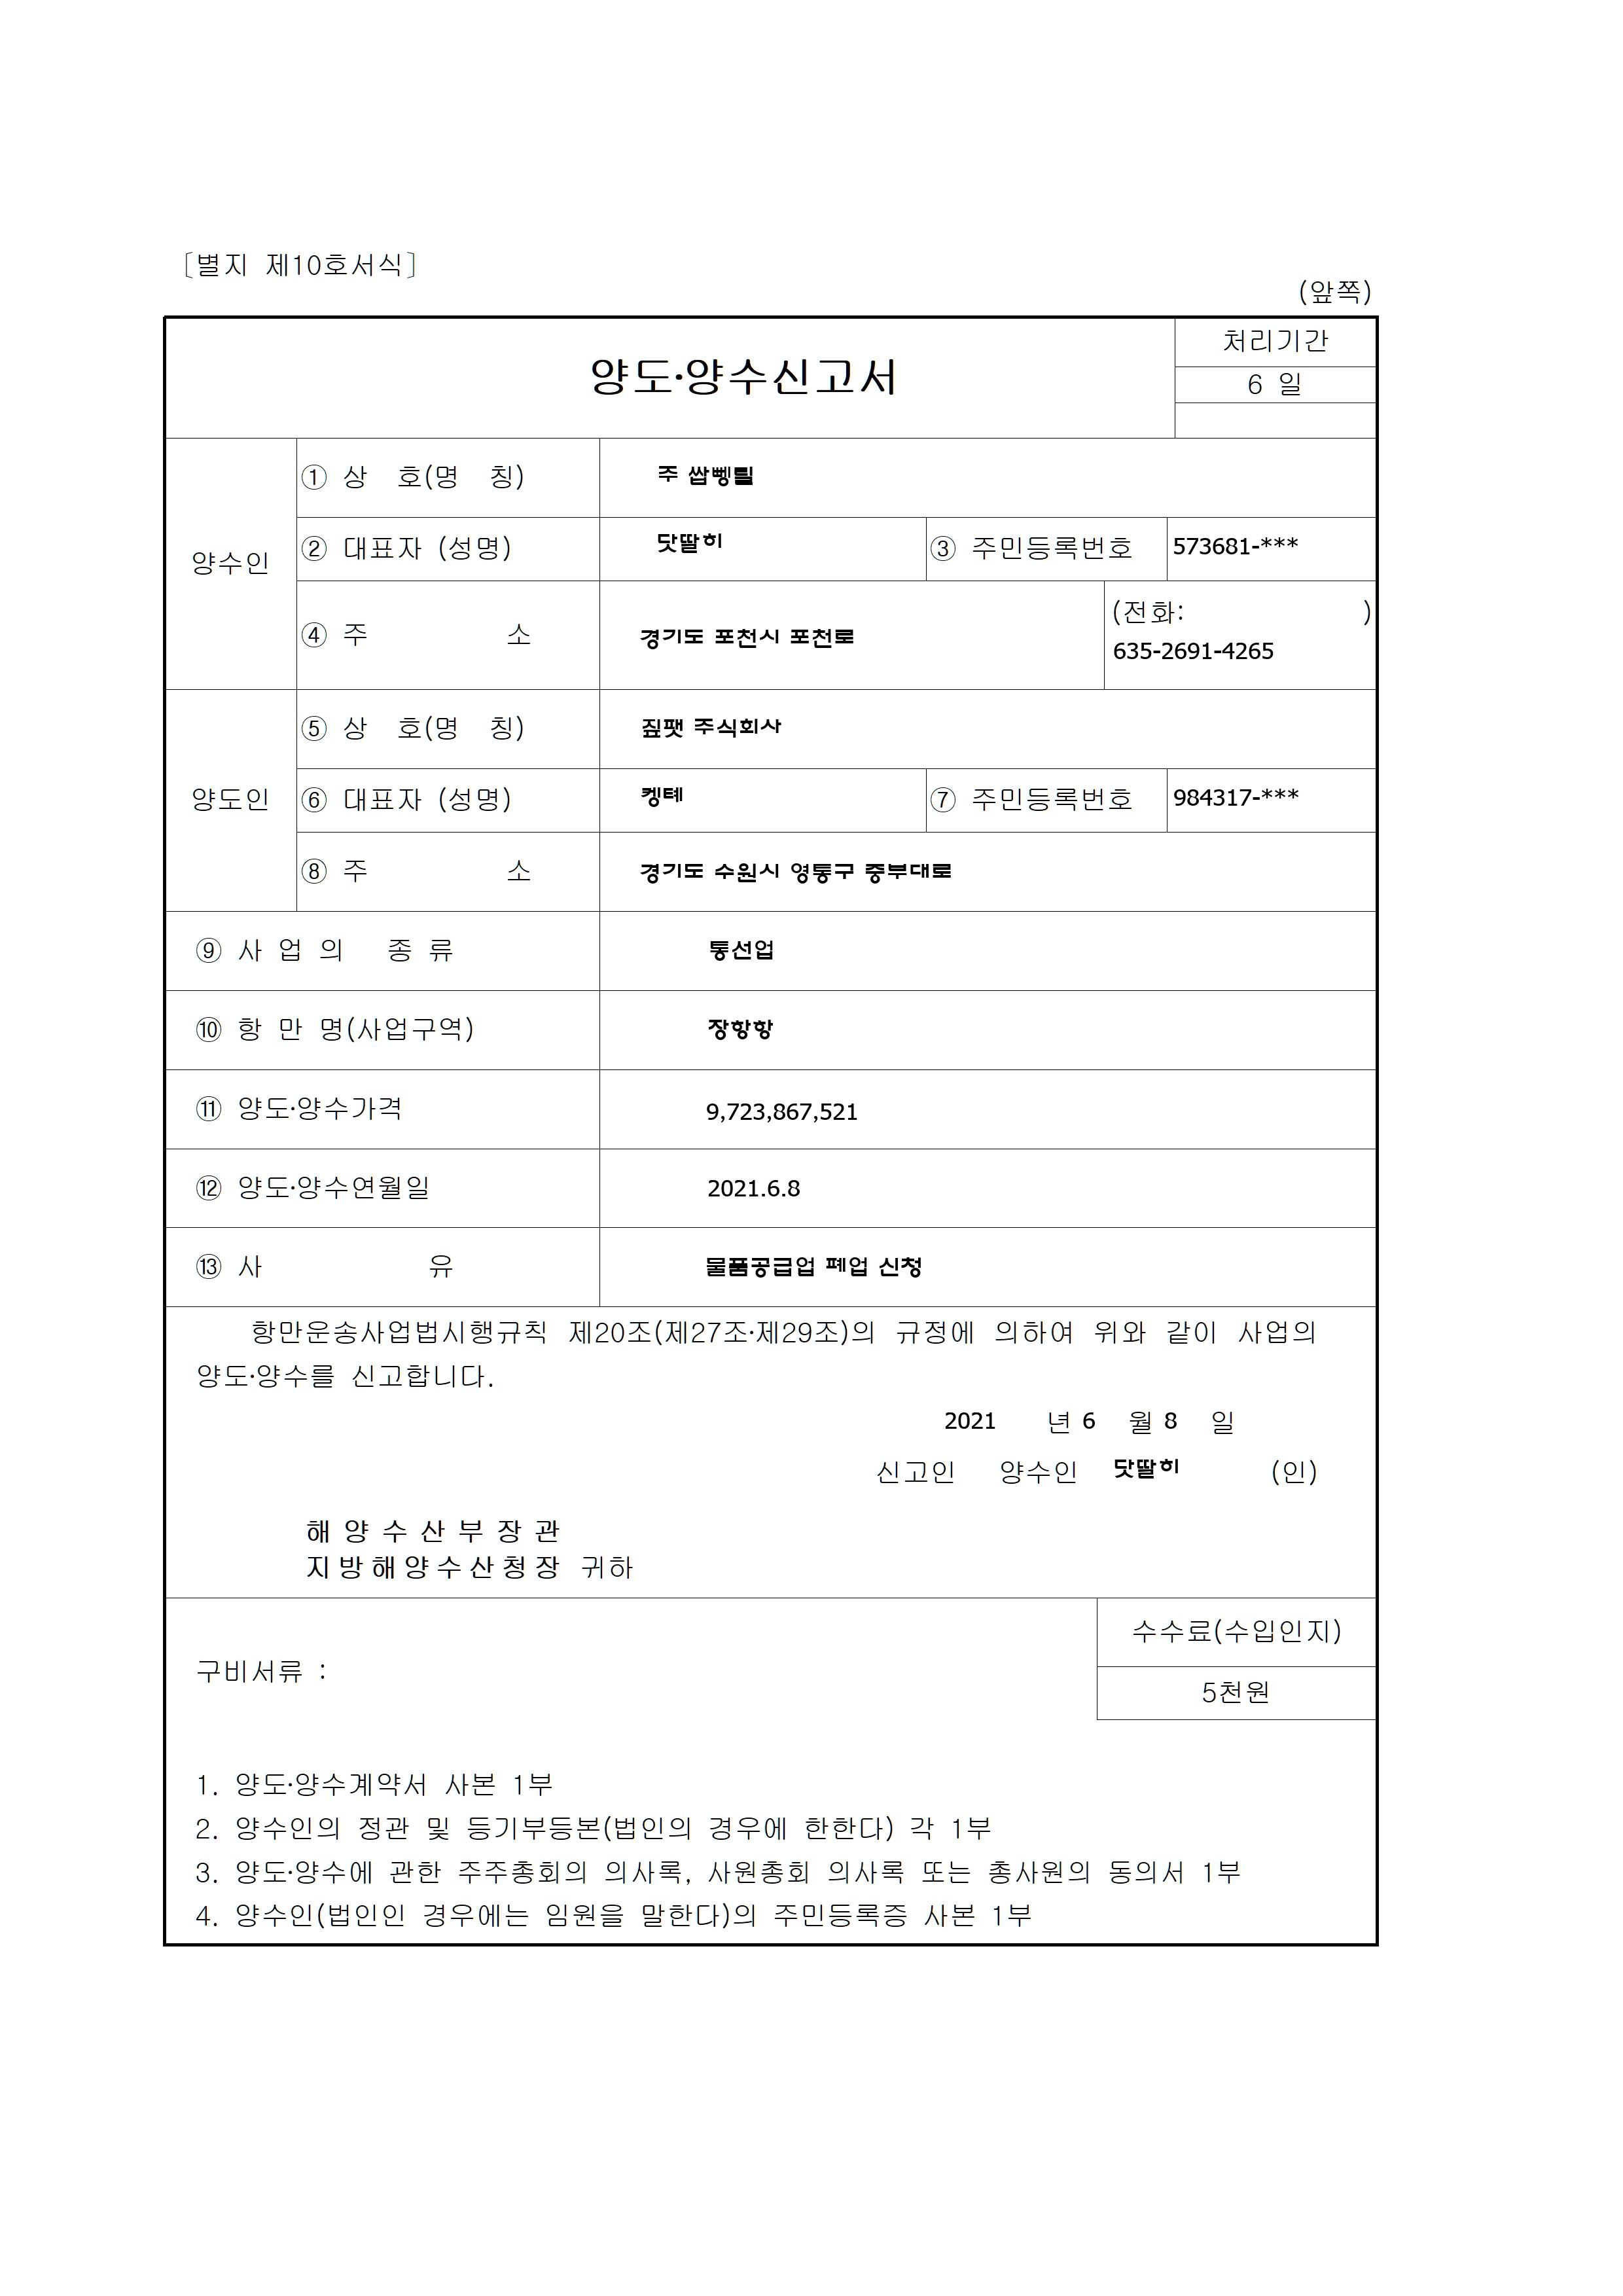 [별지 제10호서식]
(앞쪽)
양도·양수신고서
처리기간
6 일
양수인
① 상 호(명 칭)
주 쌉뼁틸
② 대표자 (성명)
닷딸히
③ 주민등록번호
573681-***
④ 주 소
경기도 포천시 포천로
(전화: )
635-2691-4265
양도인
⑤ 상 호(명 칭)
짚팻 주식회사
⑥ 대표자 (성명)
켕톄
⑦ 주민등록번호
984317-***
⑧ 주 소
경기도 수원시 영통구 중부대로
⑨ 사 업 의 종 류
통선업
⑩ 항 만 명(사업구역)
장항항
⑪ 양도·양수가격
9,723,867,521
⑫ 양도·양수연월일
2021.6.8
⑬ 사 유
물품공급업 폐업 신청
항만운송사업법시행규칙 제20조(제27조·제29조)의 규정에 의하여 위와 같이 사업의
양도·양수를 신고합니다.
2021 년 6 월 8 일
신고인 양수인 닷딸히 (인)
해 양 수 산 부 장 관
지 방 해 양 수 산 청 장 귀하
구비서류 :
수수료(수입인지)
5천원
1. 양도·양수계약서 사본 1부
2. 양수인의 정관 및 등기부등본(법인의 경우에 한한다) 각 1부
3. 양도·양수에 관한 주주총회의 의사록, 사원총회 의사록 또는 총사원의 동의서 1부
4. 양수인(법인인 경우에는 임원을 말한다)의 주민등록증 사본 1부